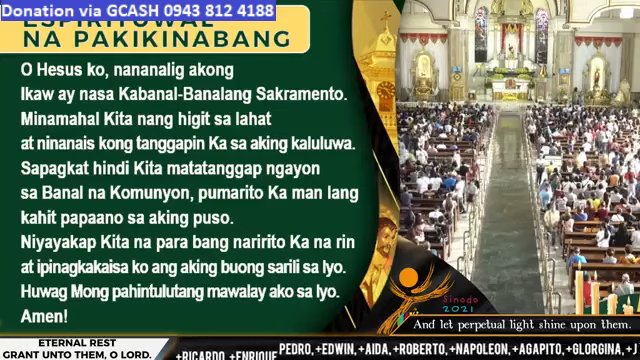 Donation via GCASH 0943 812 4188
ESPIRITUWAL
NA PAKIKINABANG
O Hesus ko, nananalig akong
Ikaw ay nasa Kabanal-Banalang Sakramento.
Minamahal Kita nang higit sa lahat
at ninanais kong tanggapin Ka sa aking kaluluwa.
Sapagkat hindi Kita matatanggap ngayon
sa Banal na Komunyon, pumarito Ka man lang
kahit papaano sa aking puso.
Niyayakap Kita na para bang naririto Ka na rin
at ipinagkakaisa ko ang aking buong sarili sa Iyo.
Huwag Mong pahintulutang mawalay ako sa Iyo.
Amen!
Sinodo
2021
And let perpetual light shine upon them.
ETERNAL REST
GRANT UNTO THEM, O LORD.
+RICARDO, +ENRIQUE
PEDRO, +EDWIN, +AIDA, +ROBERTO, +NAPOLEON, +AGAPITO, +GLORGINA, +J